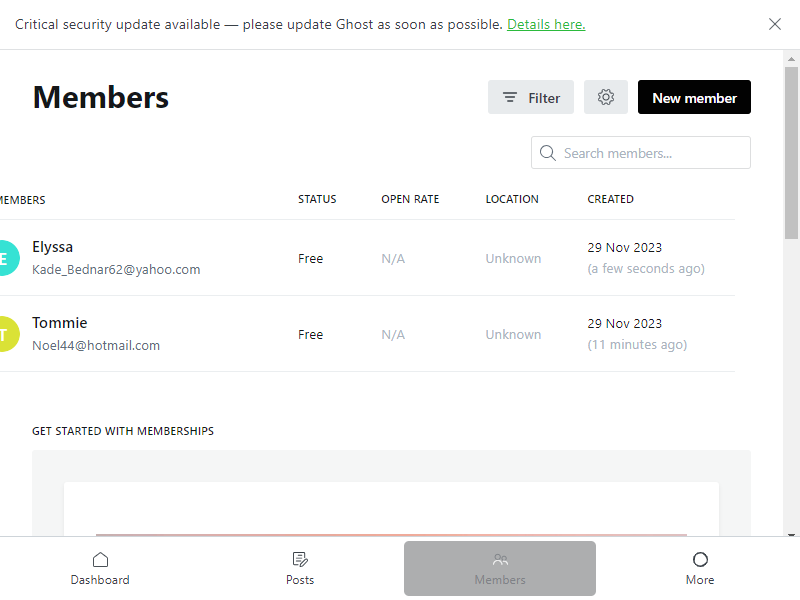 Critical security update available — please update Ghost as soon as possible. Details here.
Members
Filter
New member
Search members...
MEMBERS STATUS OPEN RATE LOCATION CREATED
E Elyssa Free N/A Unknown 29 Nov 2023
Kade_Bednar62@yahoo.com (a few seconds ago)
T Tommie Free N/A Unknown 29 Nov 2023
Noel44@hotmail.com (11 minutes ago)
GET STARTED WITH MEMBERSHIPS
Dashboard Posts Members More